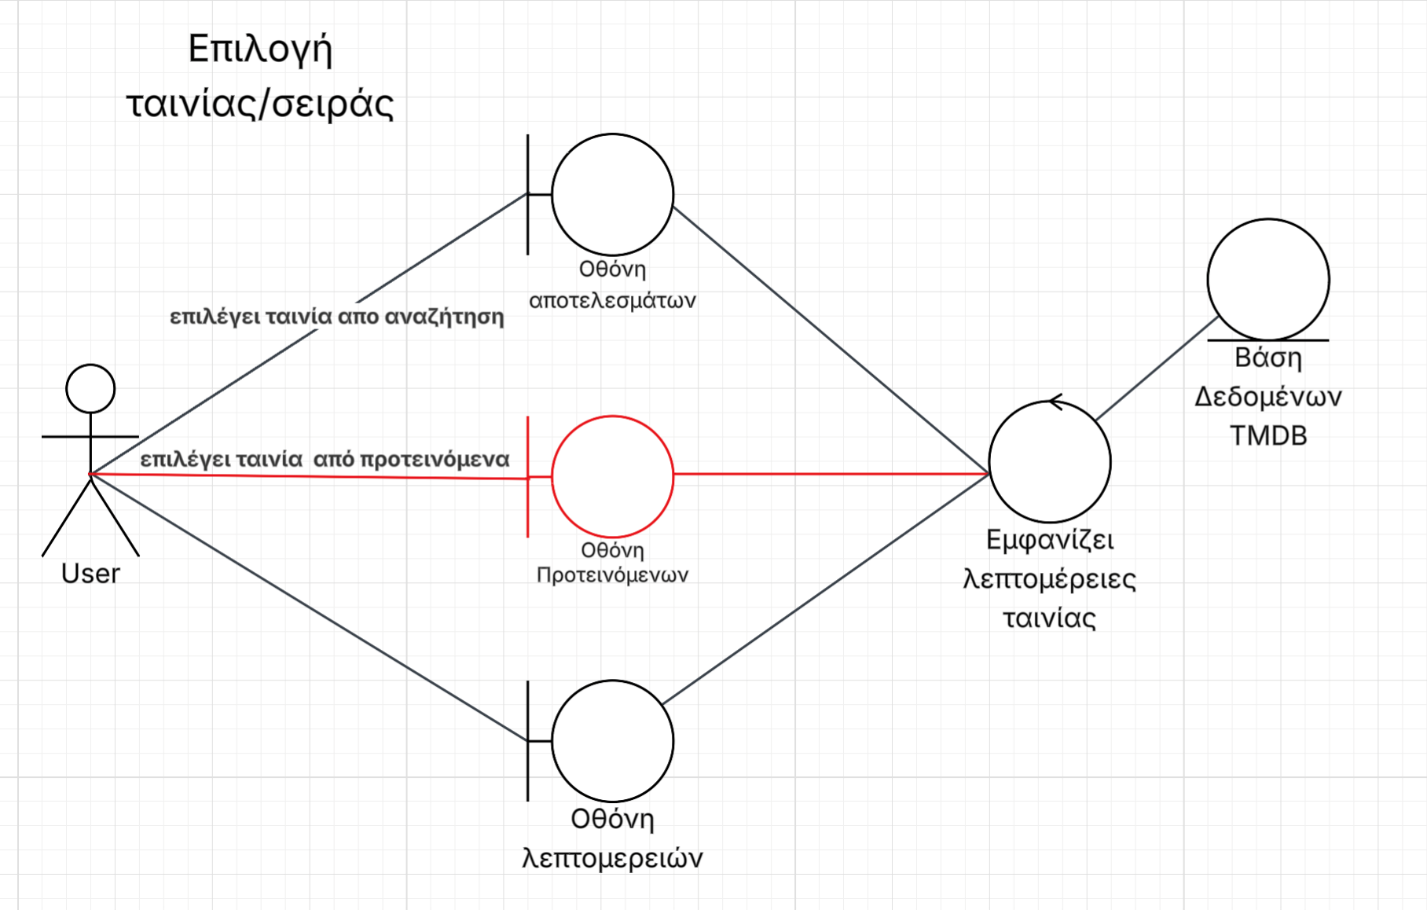 Επιλογή
ταινίας/σειράς
Οθόνη
αποτελεσμάτων
επιλέγει ταινία απο αναζήτηση
Βάση
Δεδομένων
TMDB
επιλέγει ταινία  από προτεινόμενα
Οθόνη
Προτεινόμενων
User
Εμφανίζει
λεπτομέρειες
ταινίας
Οθόνη
λεπτομερειών